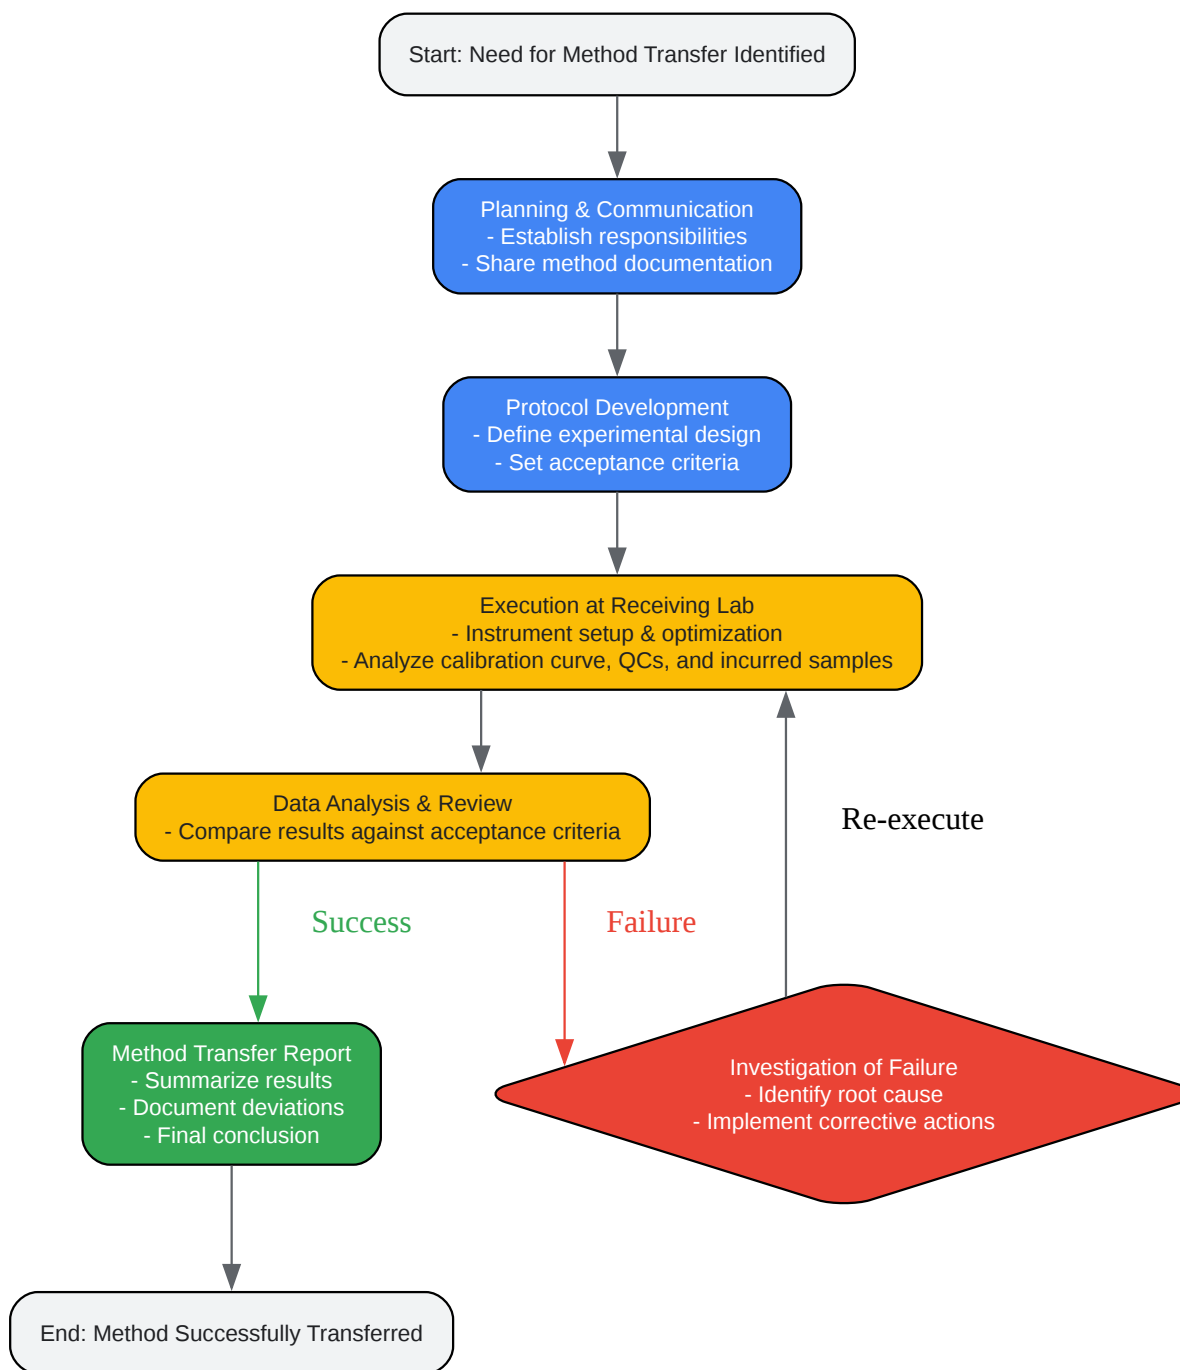 Start: Need for Method Transfer Identified
Planning & Communication
- Establish responsibilities
- Share method documentation
Protocol Development
- Define experimental design
- Set acceptance criteria
Execution at Receiving Lab
- Instrument setup & optimization
- Analyze calibration curve, QCs, and incurred samples
Data Analysis & Review
- Compare results against acceptance criteria
Re-execute
Success
Failure
Method Transfer Report
- Summarize results
- Document deviations
- Final conclusion
Investigation of Failure
- Identify root cause
- Implement corrective actions
End: Method Successfully Transferred